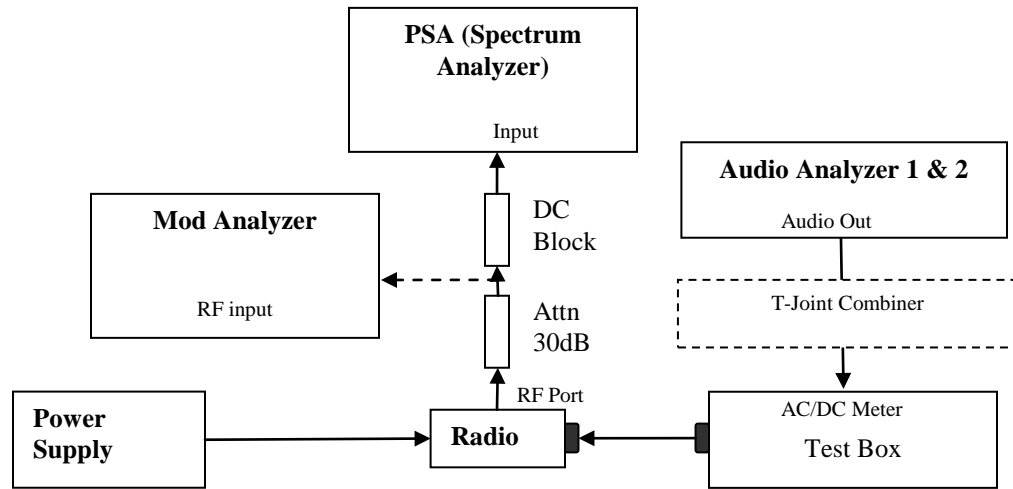 PSA (Spectrum
Analyzer)
Input
Audio Analyzer 1 & 2
Audio Out
Mod Analyzer
RF input
DC
Block
T-Joint Combiner
Attn
30dB
RF Port
Power
Supply
Radio
AC/DC Meter
Test Box